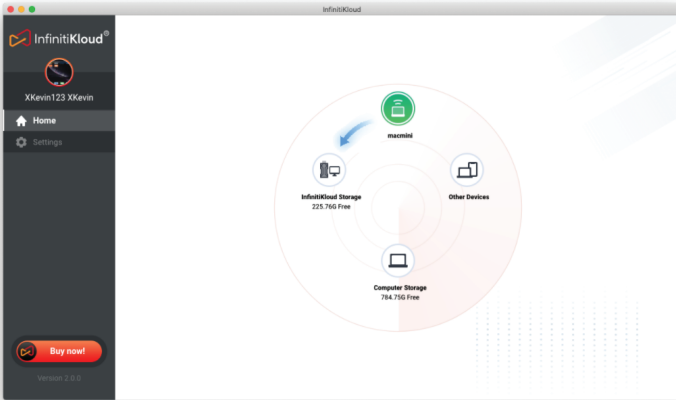 InfinitiKloud
InfinitiKloud®
XKevin123 XKevin
Home
Settings
Buy now!
Version 2.0.0
macmini
InfinitiKloud Storage
225.76G Free
Other Devices
Computer Storage
784.75G Free